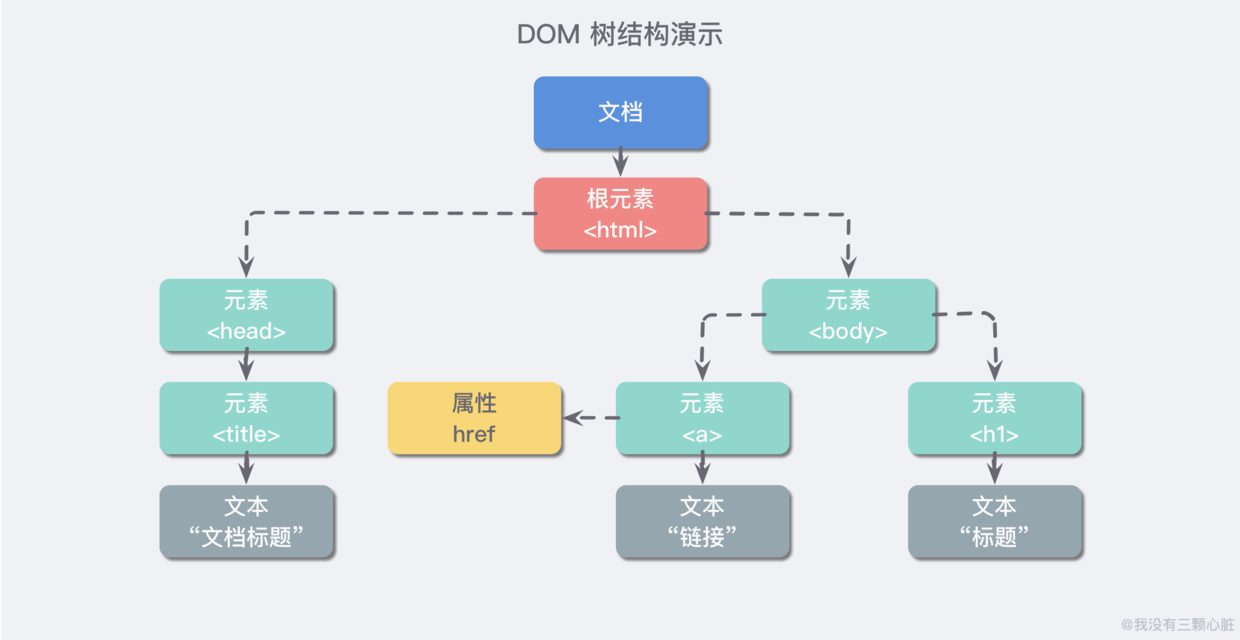 DOM 树结构演示
文档
根元素
<html>
元素
<head>
元素
<body>
元素
<title>
属性
href
元素
<a>
元素
<h1>
文本
“文档标题”
文本
“链接”
文本
“标题”
@我没有三颗心脏